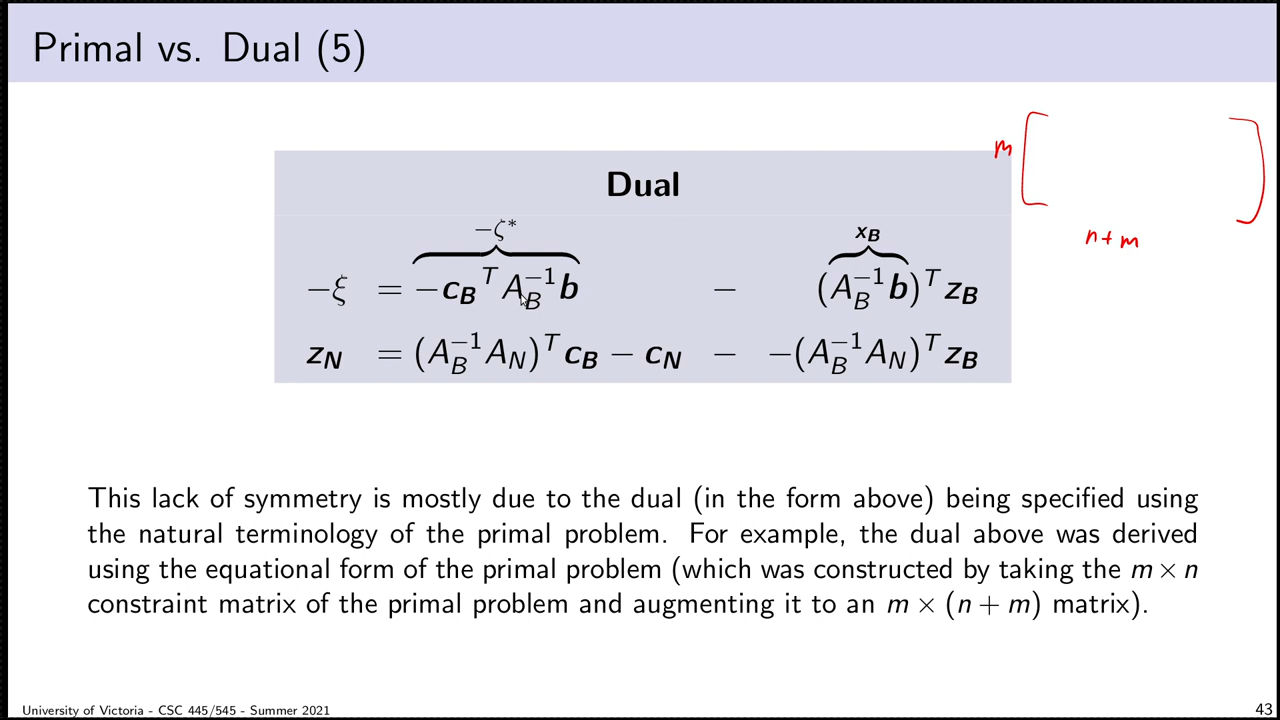 Primal vs. Dual (5)
m
n + m
Dual
−ζ*
x_B
−ξ = −c_B^T A_B^{−1} b − (A_B^{−1} b)^T z_B
z_N = (A_B^{−1} A_N)^T c_B − c_N − −(A_B^{−1} A_N)^T z_B
This lack of symmetry is mostly due to the dual (in the form above) being specified using
the natural terminology of the primal problem. For example, the dual above was derived
using the equational form of the primal problem (which was constructed by taking the m × n
constraint matrix of the primal problem and augmenting it to an m × (n + m) matrix).
University of Victoria - CSC 445/545 - Summer 2021
43